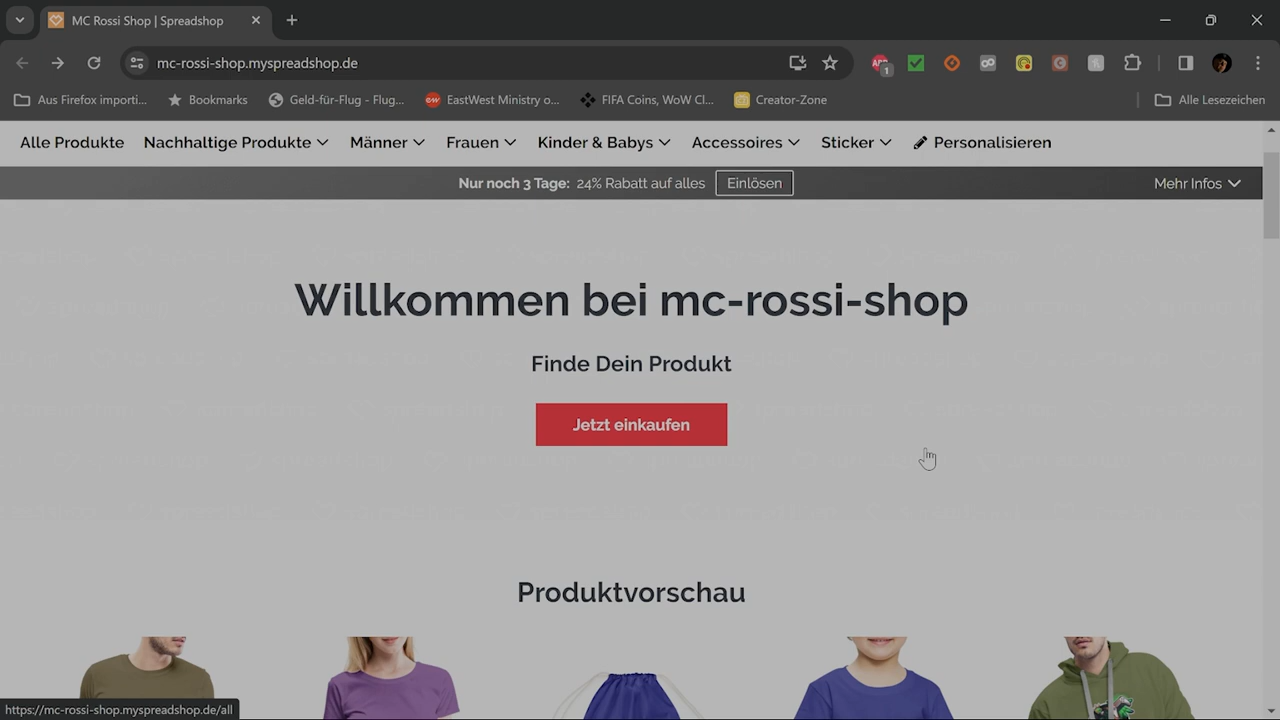 MC Rossi Shop | Spreadshop
mc-rossi-shop.myspreadshop.de
1
Aus Firefox importi...
Bookmarks
Geld-für-Flug - Flug...
EastWest Ministry o...
FIFA Coins, WoW Cl...
Creator-Zone
Alle Lesezeichen
Alle Produkte
Nachhaltige Produkte
Männer
Frauen
Kinder & Babys
Accessoires
Sticker
Personalisieren
Nur noch 3 Tage: 24% Rabatt auf alles
Einlösen
Mehr Infos
Willkommen bei mc-rossi-shop
Finde Dein Produkt
Jetzt einkaufen
Produktvorschau
https://mc-rossi-shop.myspreadshop.de/all